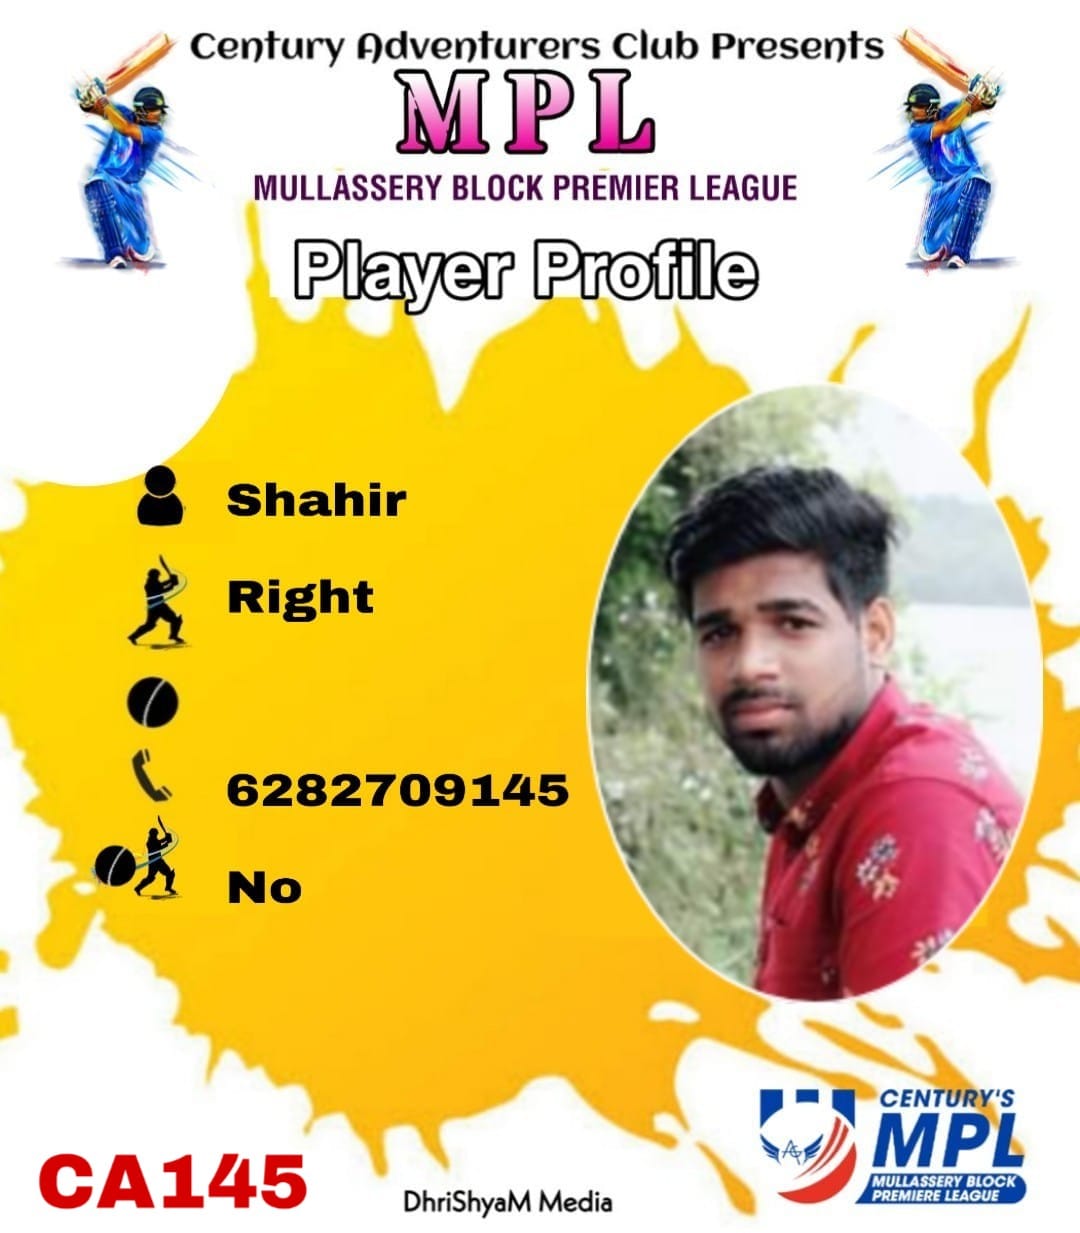 Century Adventurers Club Presents
MPL
MULLASSERY BLOCK PREMIER LEAGUE
Player Profile
Shahir
Right
6282709145
No
CA145
DhriShyaM Media
CENTURY'S
MPL
MULLASSERY BLOCK
PREMIERE LEAGUE